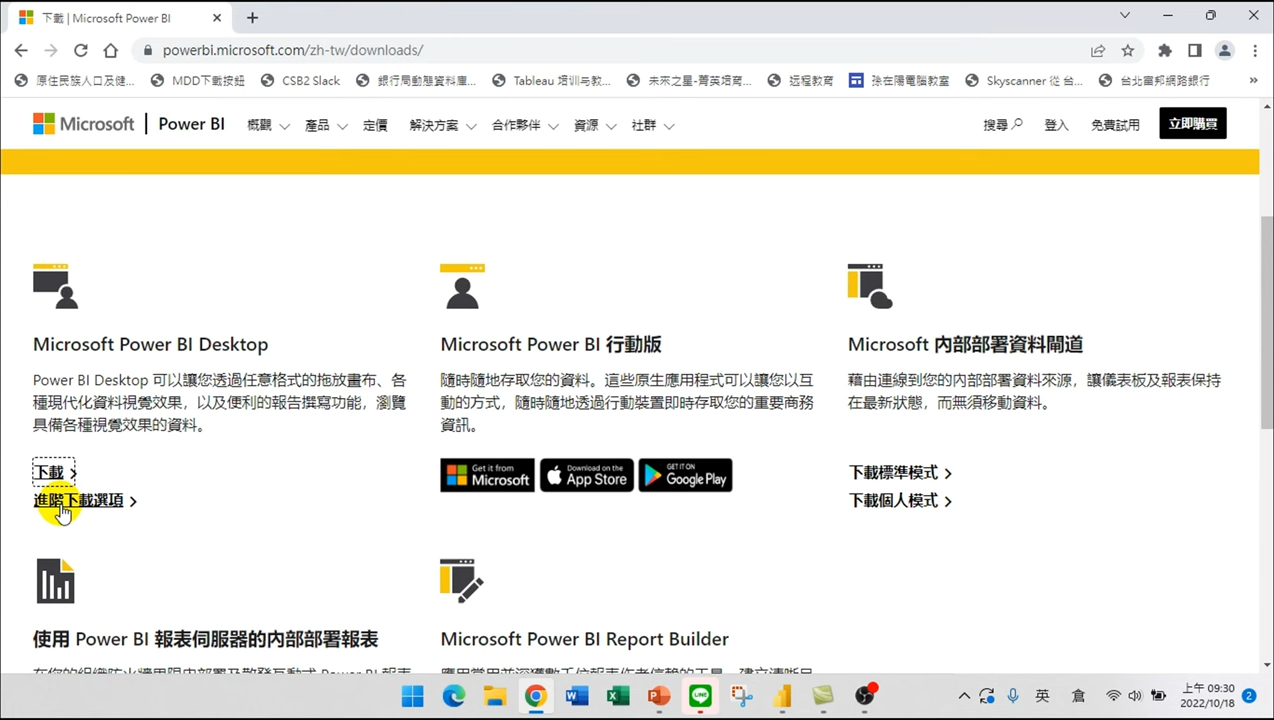 下載 | Microsoft Power BI
powerbi.microsoft.com/zh-tw/downloads/
原住民族人口及健... MDD下載按鈕 CSB2 Slack 銀行局動態資料庫... Tableau 培训与教... 未來之星-菁英培育... 远程教育 孫在陽電腦教室 Skyscanner 從 台... 台北富邦網路銀行 »
Microsoft | Power BI 概觀 產品 定價 解決方案 合作夥伴 資源 社群 搜尋 登入 免費試用 立即購買
Microsoft Power BI Desktop
Power BI Desktop 可以讓您透過任意格式的拖放畫布、各
種現代化資料視覺效果，以及便利的報告撰寫功能，瀏覽
具備各種視覺效果的資料。
下載
進階下載選項
Microsoft Power BI 行動版
隨時隨地存取您的資料。這些原生應用程式可以讓您以互
動的方式，隨時隨地透過行動裝置即時存取您的重要商務
資訊。
Get it from Microsoft
Download on the App Store
GET IT ON Google Play
Microsoft 內部部署資料閘道
藉由連線到您的內部部署資料來源，讓儀表板及報表保持
在最新狀態，而無須移動資料。
下載標準模式
下載個人模式
使用 Power BI 報表伺服器的內部部署報表
Microsoft Power BI Report Builder
英 倉 上午 09:30
2022/10/18 2